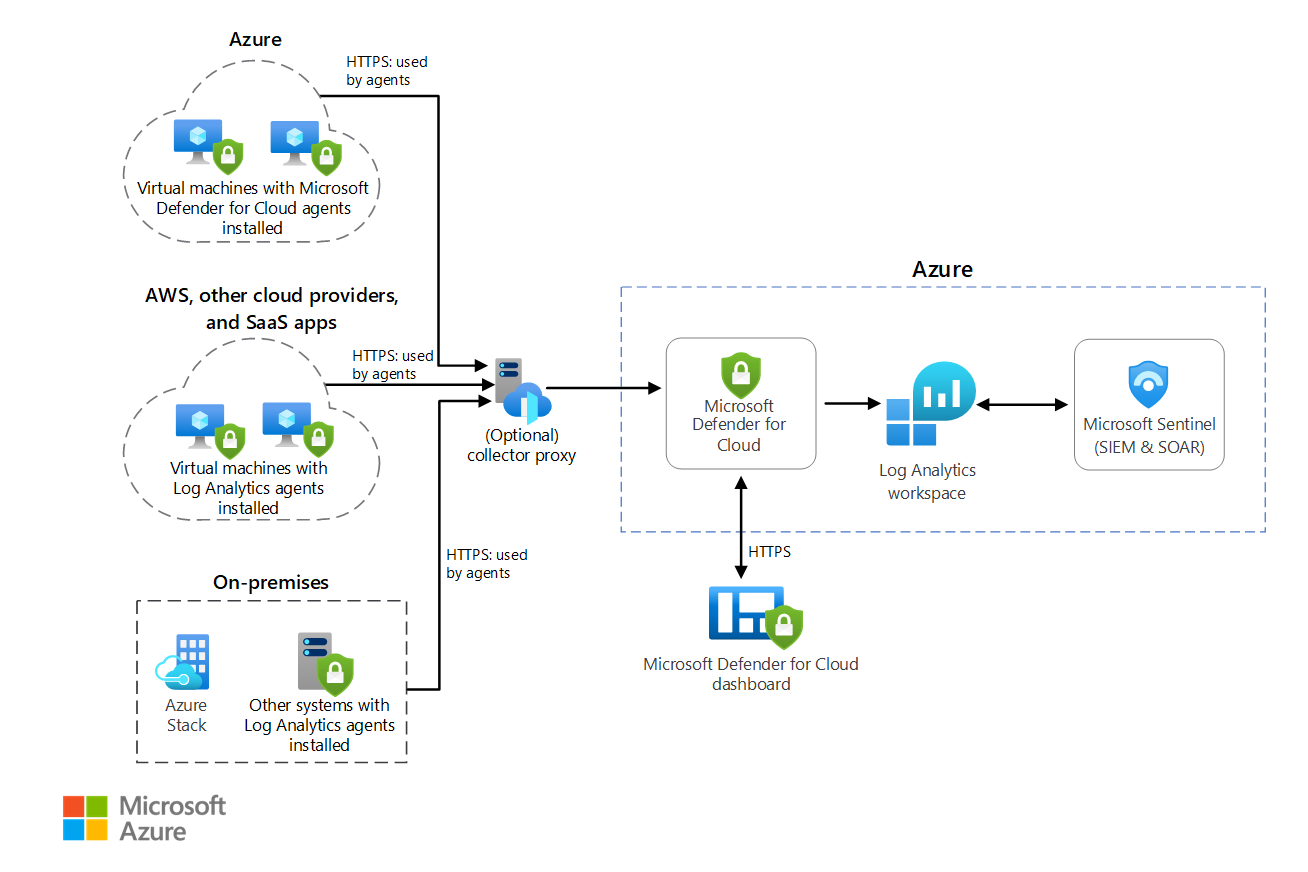 Azure
HTTPS: used
by agents
Virtual machines with Microsoft
Defender for Cloud agents
installed
AWS, other cloud providers,
and SaaS apps
HTTPS: used
by agents
Virtual machines with
Log Analytics agents
installed
On-premises
HTTPS: used
by agents
Azure
Stack
Other systems with
Log Analytics agents
installed
(Optional)
collector proxy
Azure
Microsoft
Defender for
Cloud
Log Analytics
workspace
Microsoft Sentinel
(SIEM & SOAR)
HTTPS
Microsoft Defender for Cloud
dashboard
Microsoft
Azure